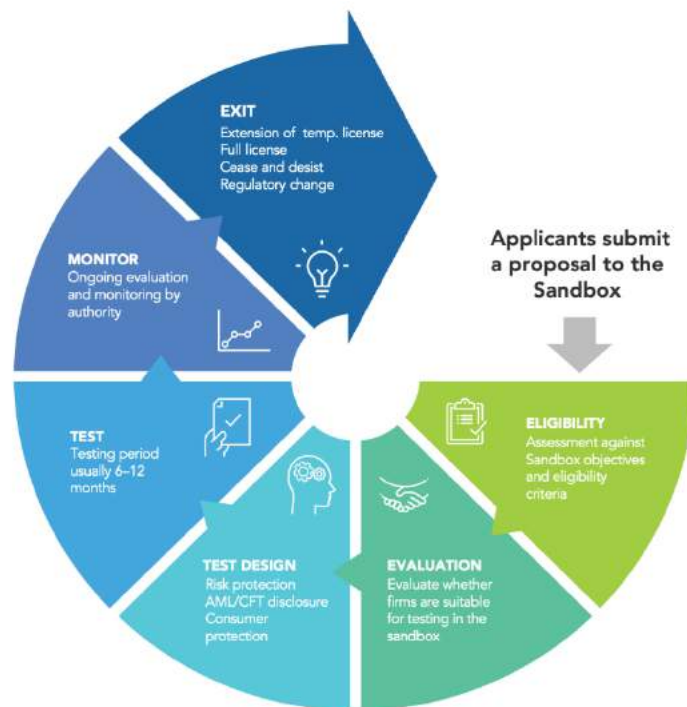 Applicants submit
a proposal to the
Sandbox
ELIGIBILITY
Assessment against
Sandbox objectives
and eligibility
criteria
EVALUATION
Evaluate whether
firms are suitable
for testing in the
sandbox
TEST DESIGN
Risk protection
AML/CFT disclosure
Consumer
protection
TEST
Testing period
usually 6–12
months
MONITOR
Ongoing evaluation
and monitoring by
authority
EXIT
Extension of temp. license
Full license
Cease and desist
Regulatory change